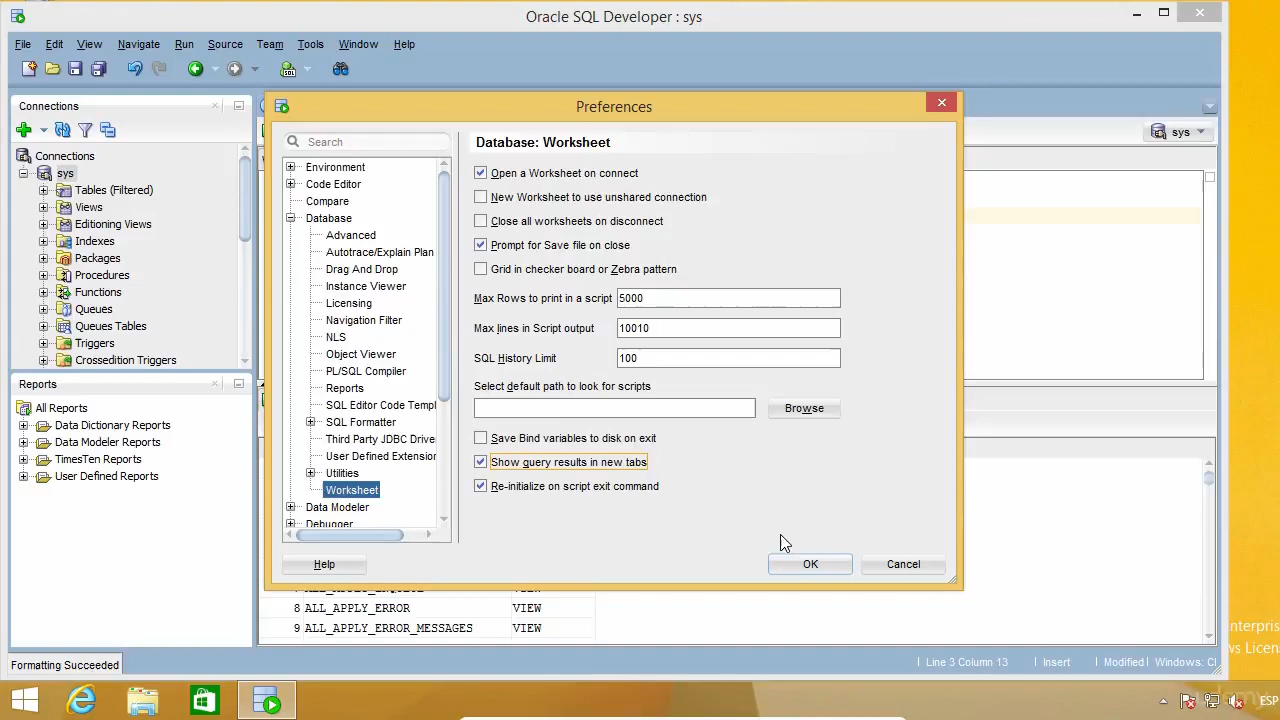 Oracle SQL Developer : sys
File Edit View Navigate Run Source Team Tools Window Help
Connections
sys
Connections
sys
Tables (Filtered)
Views
Editioning Views
Indexes
Packages
Procedures
Functions
Queues
Queues Tables
Triggers
Crossedition Triggers
Reports
All Reports
Data Dictionary Reports
Data Modeler Reports
TimesTen Reports
User Defined Reports
Preferences
Search
Environment
Code Editor
Compare
Database
Advanced
Autotrace/Explain Plan
Drag And Drop
Instance Viewer
Licensing
Navigation Filter
NLS
Object Viewer
PL/SQL Compiler
Reports
SQL Editor Code Templ
SQL Formatter
Third Party JDBC Drive
User Defined Extension
Utilities
Worksheet
Data Modeler
Debugger
Database: Worksheet
Open a Worksheet on connect
New Worksheet to use unshared connection
Close all worksheets on disconnect
Prompt for Save file on close
Grid in checker board or Zebra pattern
Max Rows to print in a script 5000
Max lines in Script output 10010
SQL History Limit 100
Select default path to look for scripts
Browse
Save Bind variables to disk on exit
Show query results in new tabs
Re-initialize on script exit command
Help OK Cancel
8 ALL_APPLY_ERROR VIEW
9 ALL_APPLY_ERROR_MESSAGES VIEW
Formatting Succeeded
Line 3 Column 13 Insert Modified Windows: Cl
nterpris
ws Licen
ESP
udemy